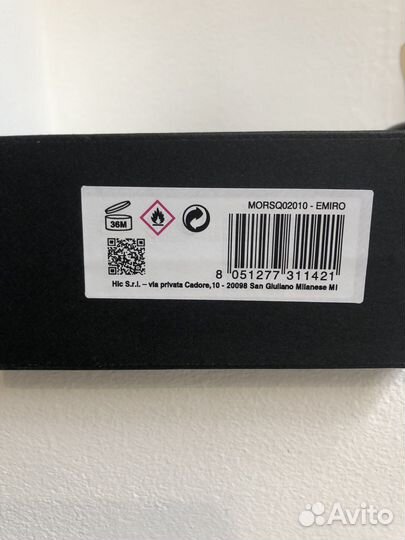 MORSQ02010 - EMIRO
36M
8 051277 311421
Hic S.r.l. – via privata Cadore,10 - 20098 San Giuliano Milanese MI
Avito